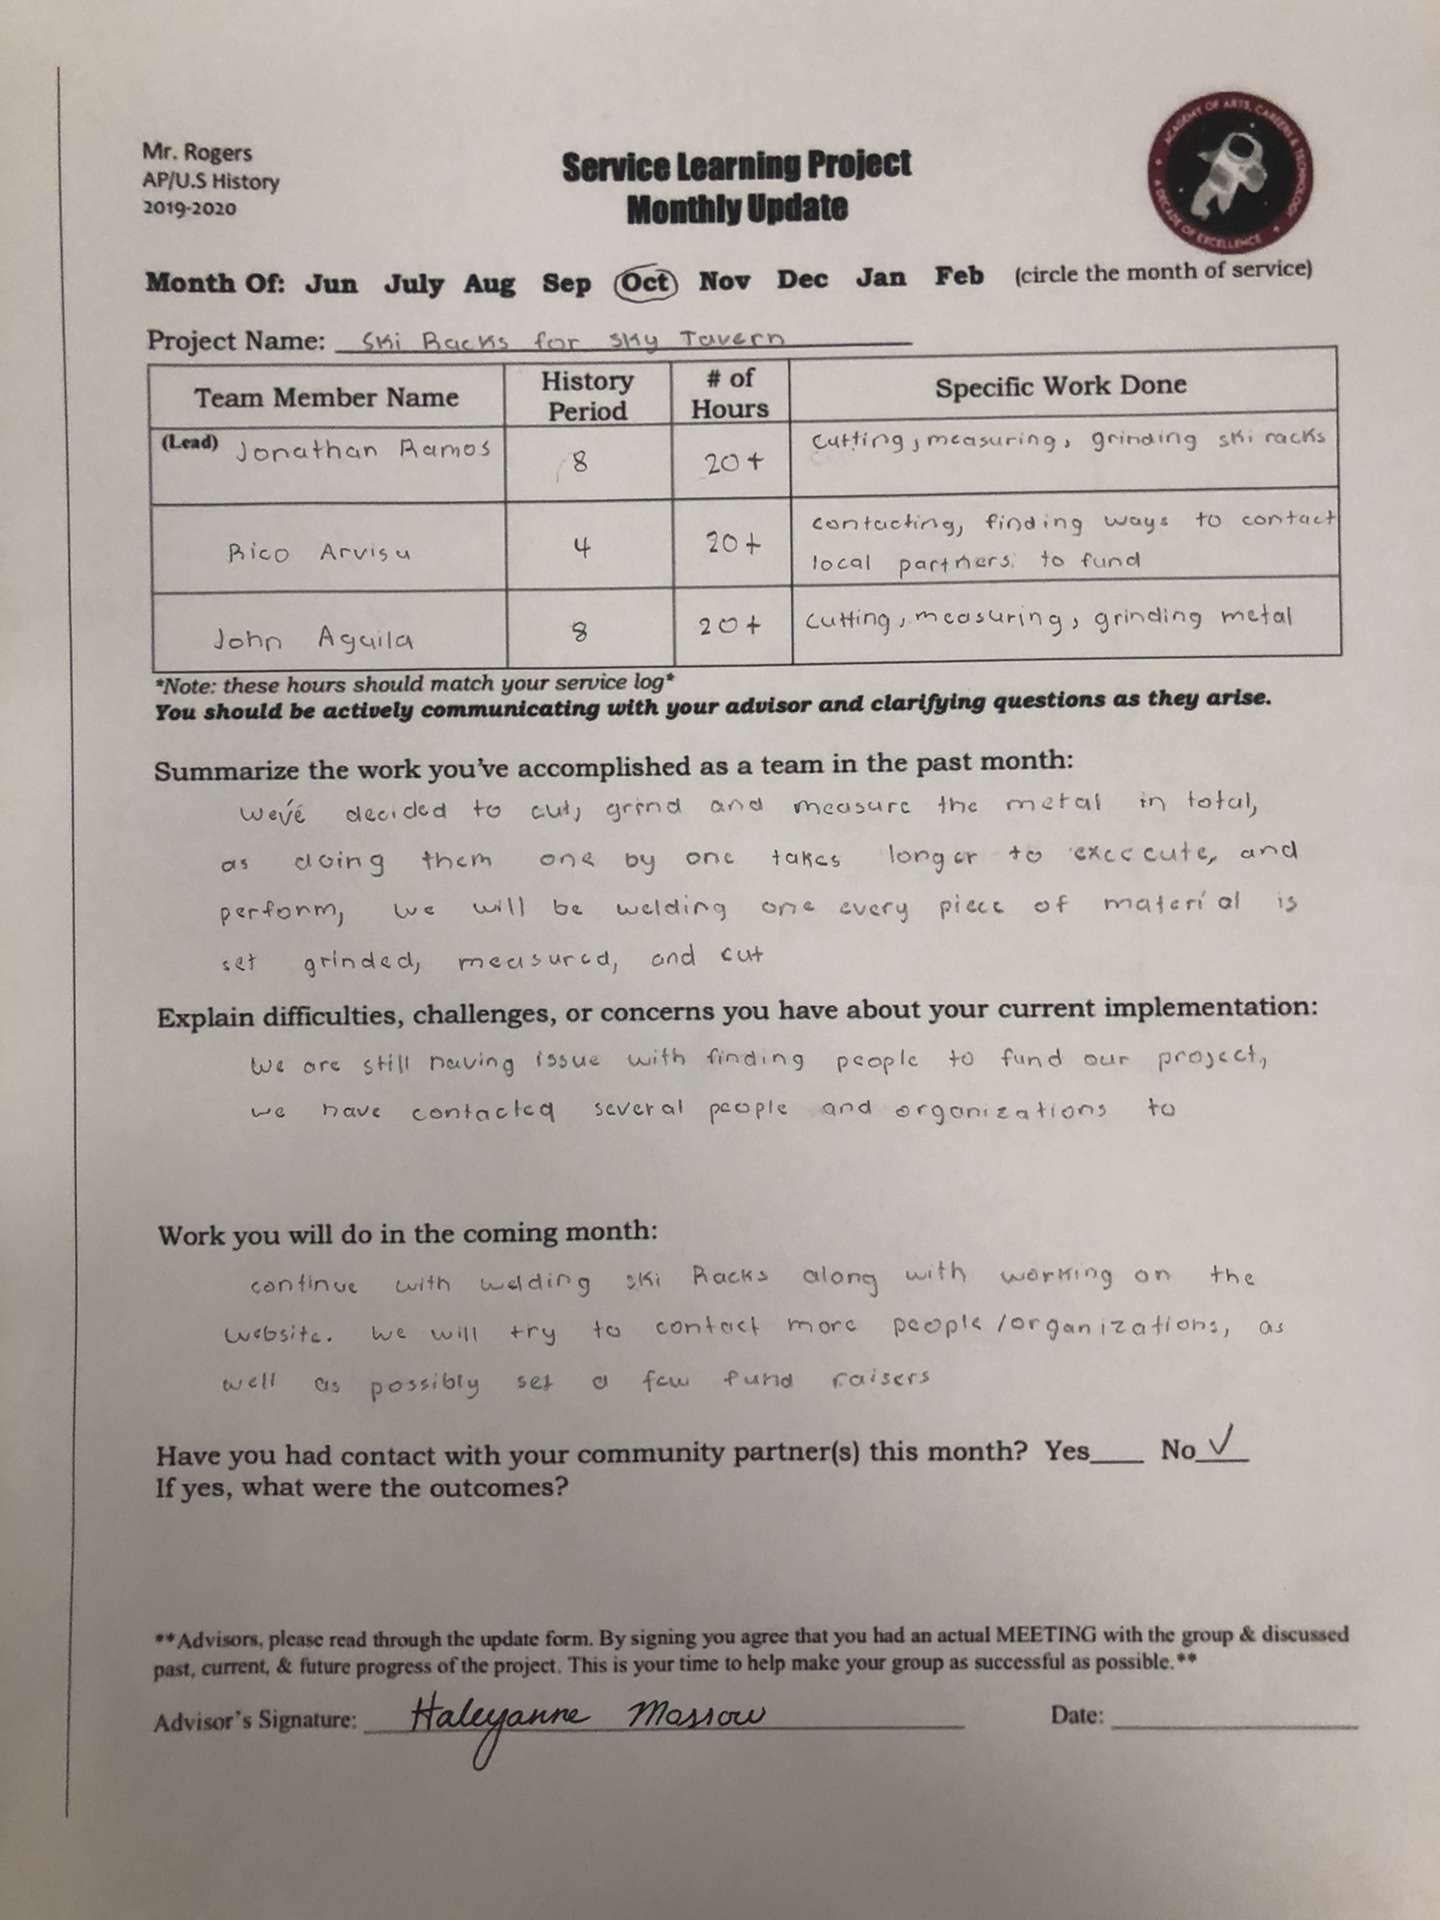 Mr. Rogers
AP/U.S History
2019-2020
Service Learning Project
Monthly Update
ACADEMY OF ARTS, CAREERS & TECHNOLOGY
A DECADE OF EXCELLENCE
Month Of: Jun July Aug Sep Oct Nov Dec Jan Feb (circle the month of service)
Project Name: Ski Racks for Sky Tavern
Team Member Name
History
Period
# of
Hours
Specific Work Done
(Lead) Jonathan Ramos
8
20+
cutting, measuring, grinding ski racks
Rico Arvisu
4
20+
contacting, finding ways to contact
local partners to fund
John Aguila
8
20+
cutting, measuring, grinding metal
*Note: these hours should match your service log*
You should be actively communicating with your advisor and clarifying questions as they arise.
Summarize the work you've accomplished as a team in the past month:
we've decided to cut, grind and measure the metal in total,
as doing them one by one takes longer to excecute, and
perform, we will be welding one every piece of material is
set grinded, measured, and cut
Explain difficulties, challenges, or concerns you have about your current implementation:
we are still having issue with finding people to fund our project,
we have contacted several people and organizations to
Work you will do in the coming month:
continue with welding ski Racks along with working on the
website. we will try to contact more people/organizations, as
well as possibly set a few fund raisers
Have you had contact with your community partner(s) this month? Yes____ No_✓_
If yes, what were the outcomes?
**Advisors, please read through the update form. By signing you agree that you had an actual MEETING with the group & discussed
past, current, & future progress of the project. This is your time to help make your group as successful as possible.**
Advisor's Signature: Haleyanne Massow Date: